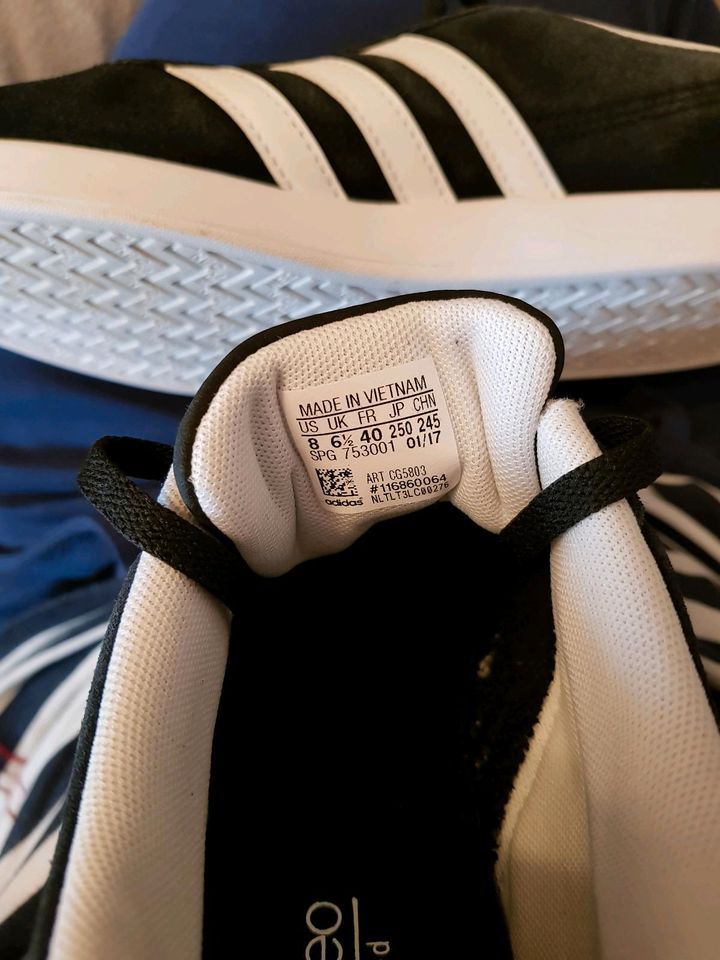 MADE IN VIETNAM
US UK FR JP CHN
8 6½ 40 250 245
SPG 753001 01/17
ART CG5803
#116860064
NLTLT3LC00276
adidas
eo
d